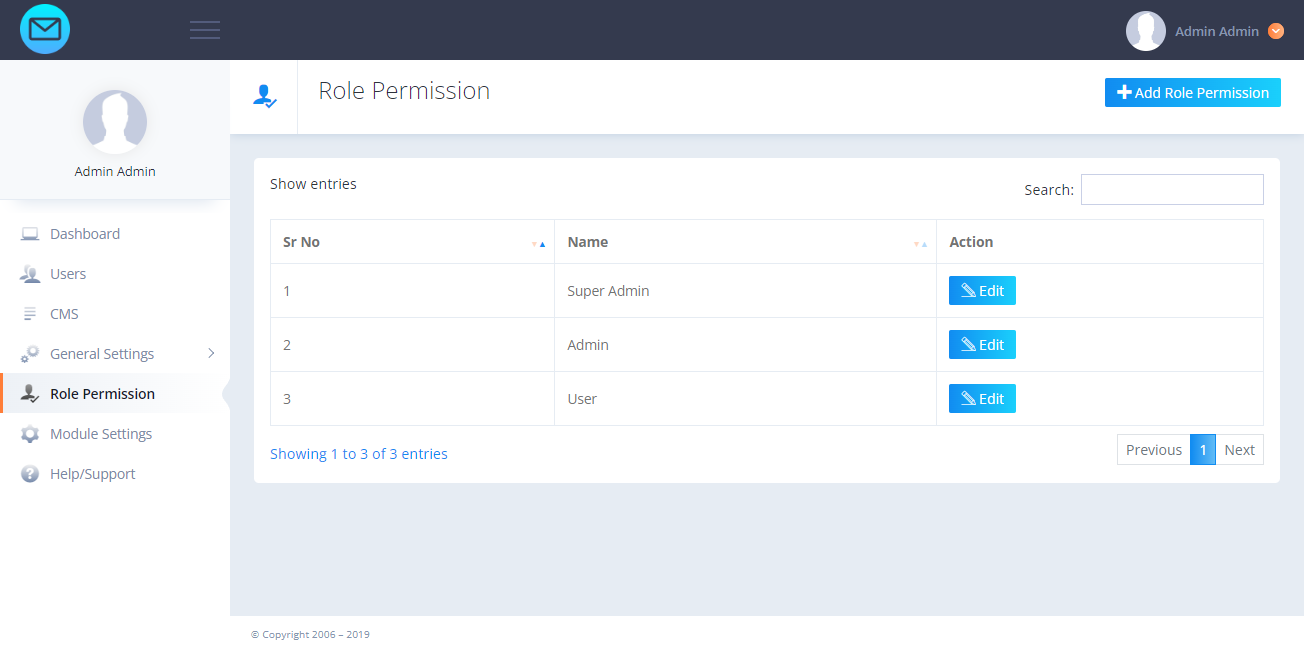 Admin Admin
Admin Admin
Dashboard
Users
CMS
General Settings
Role Permission
Module Settings
Help/Support
Role Permission
Add Role Permission
Show entries
Search:
Sr No Name Action
1 Super Admin Edit
2 Admin Edit
3 User Edit
Showing 1 to 3 of 3 entries
Previous 1 Next
© Copyright 2006 – 2019